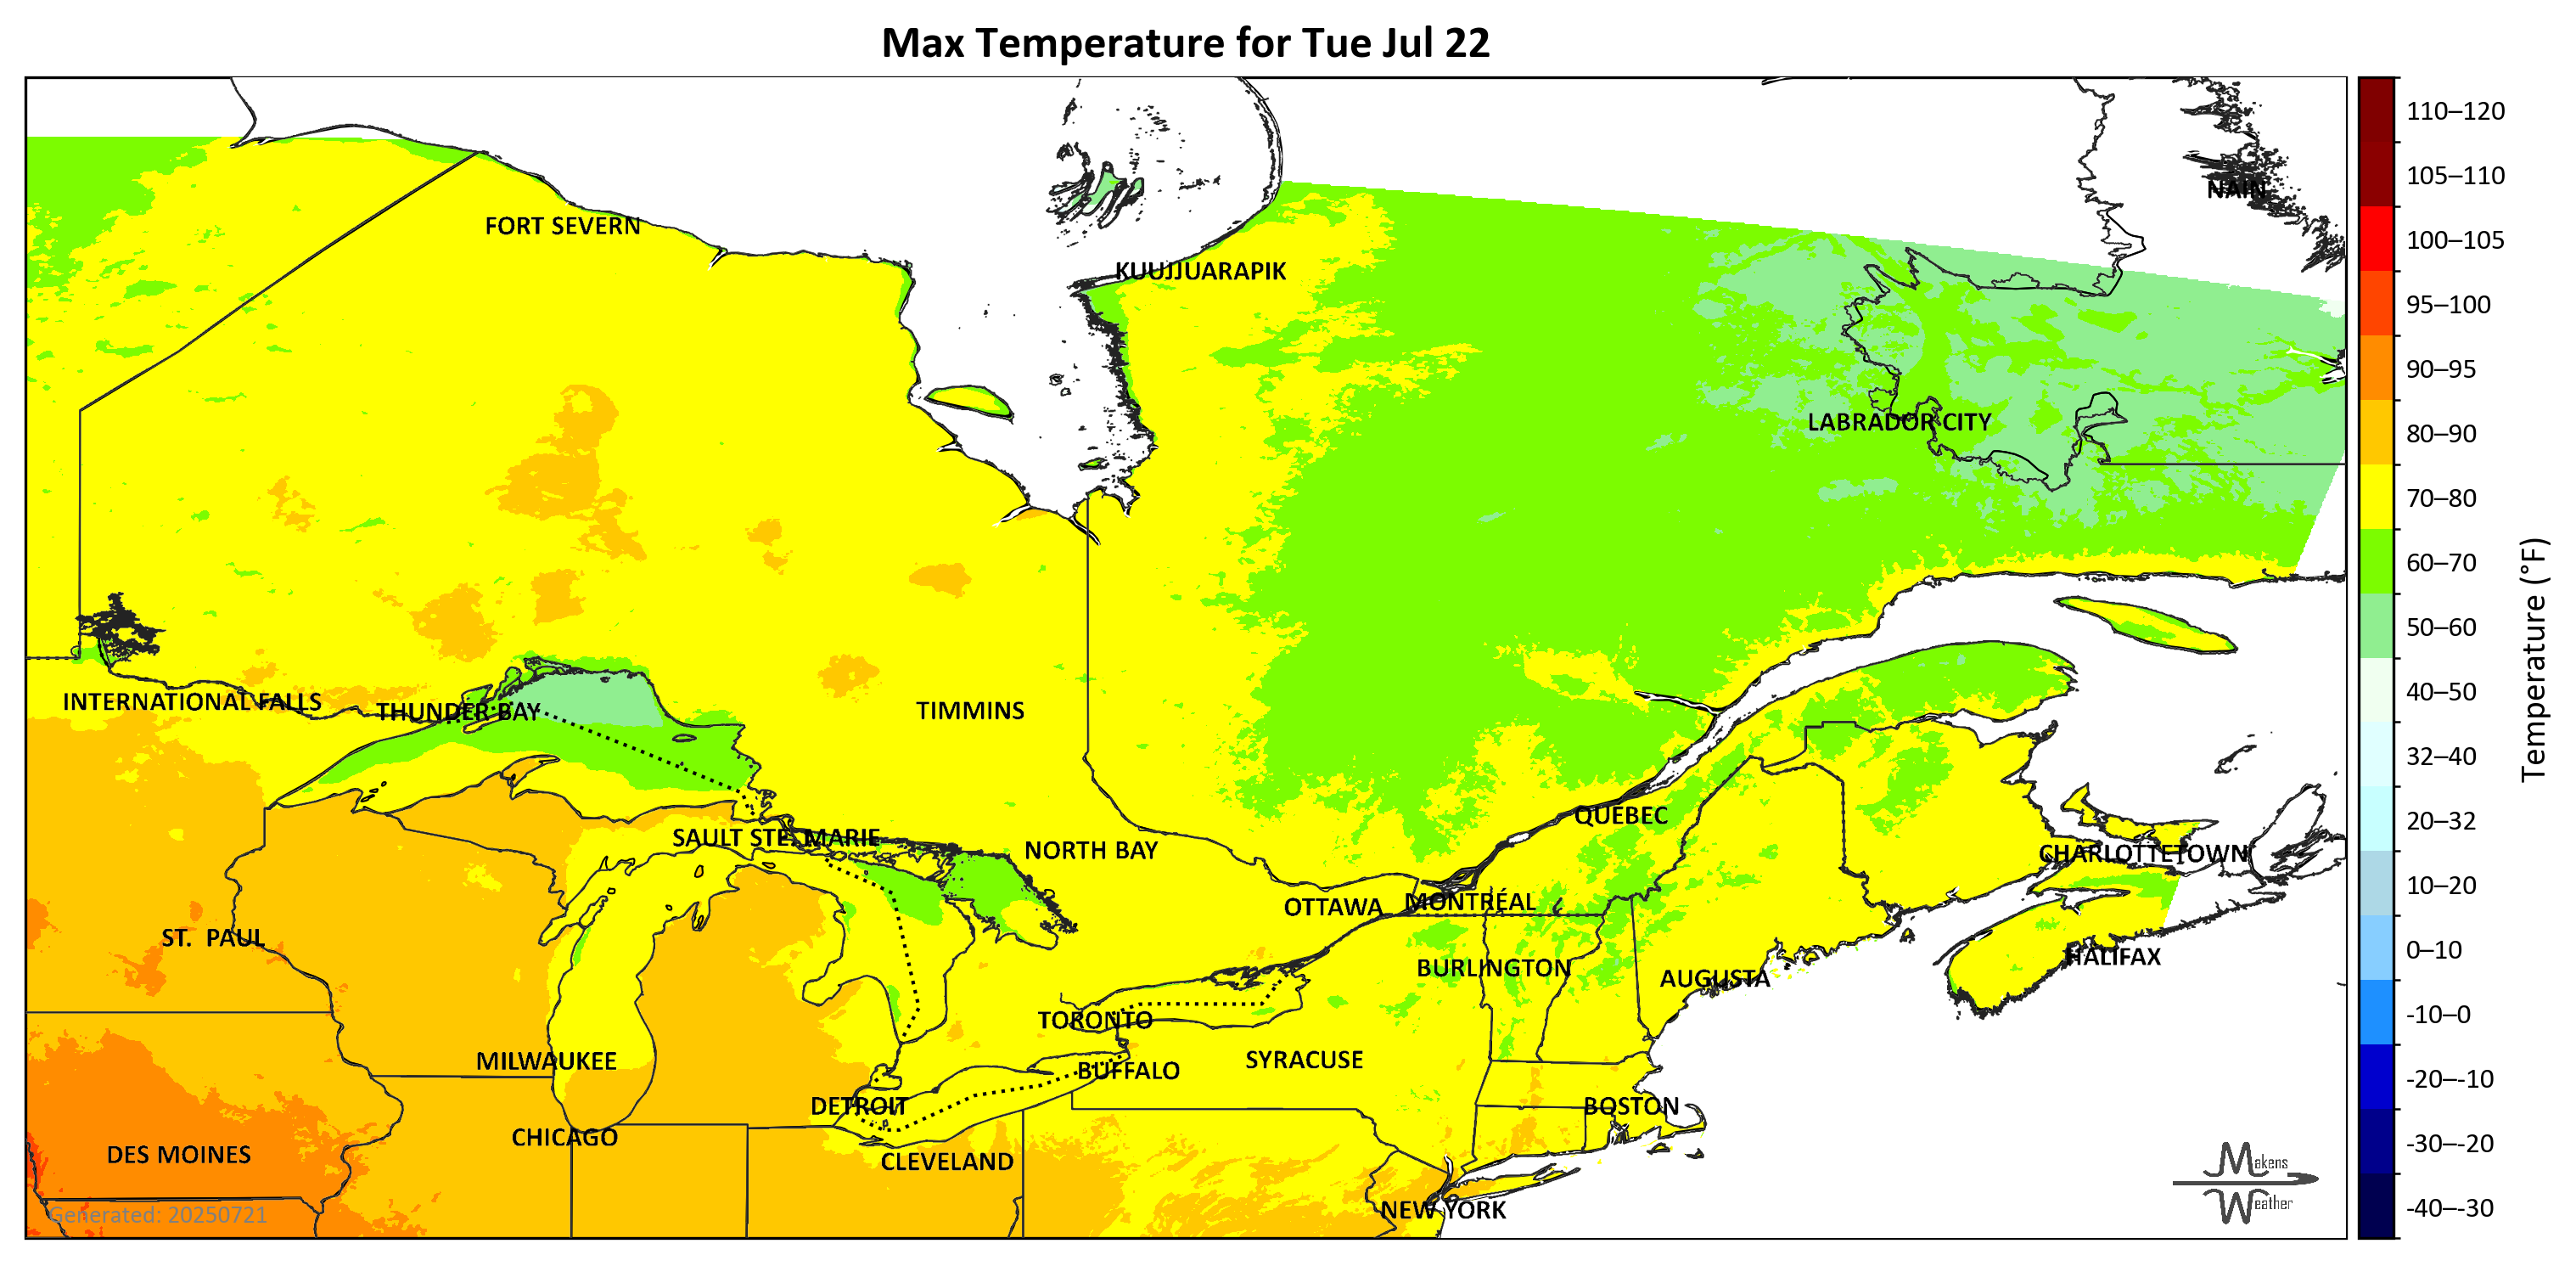 Max Temperature for Tue Jul 22
NAIN
FORT SEVERN
KUUJJUARAPIK
LABRADOR CITY
INTERNATIONAL FALLS
THUNDER BAY
TIMMINS
QUEBEC
SAULT STE. MARIE
NORTH BAY
CHARLOTTETOWN
OTTAWA
MONTRÉAL
ST. PAUL
BURLINGTON
HALIFAX
AUGUSTA
TORONTO
MILWAUKEE
SYRACUSE
BUFFALO
DETROIT
BOSTON
CHICAGO
DES MOINES
CLEVELAND
NEW YORK
Generated: 20250721
Makens
Weather
110–120
105–110
100–105
95–100
90–95
80–90
70–80
60–70
50–60
40–50
32–40
20–32
10–20
0–10
-10–0
-20–-10
-30–-20
-40–-30
Temperature (°F)